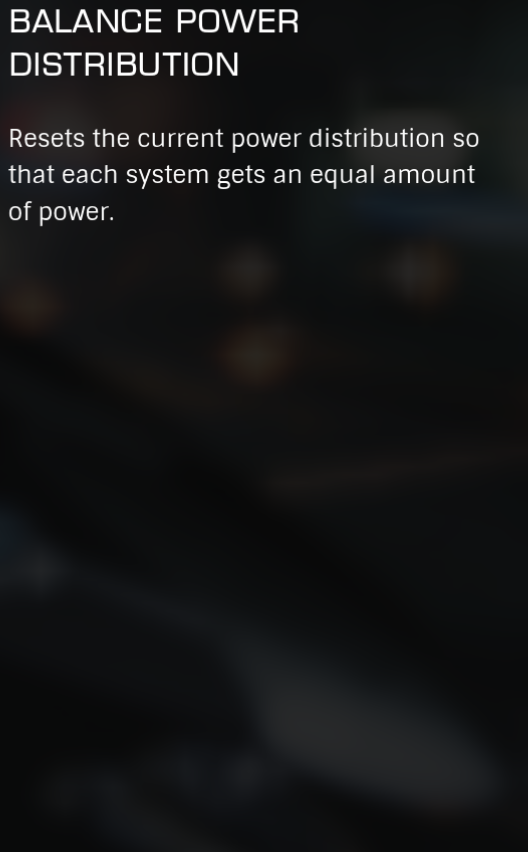 BALANCE POWER
DISTRIBUTION
Resets the current power distribution so
that each system gets an equal amount
of power.